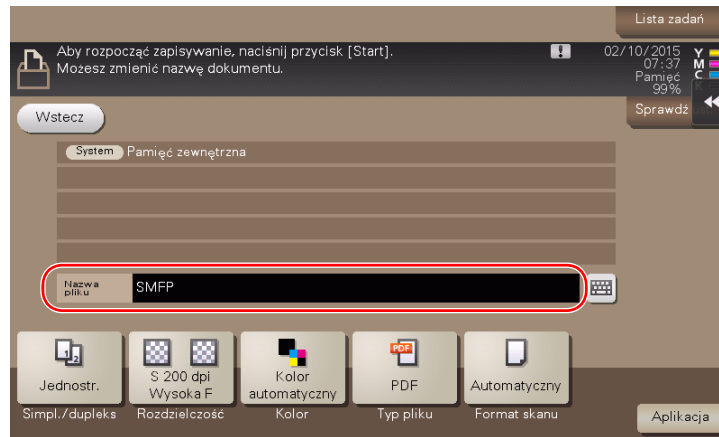 Lista zadań
Aby rozpocząć zapisywanie, naciśnij przycisk [Start].
Możesz zmienić nazwę dokumentu.
02/10/2015
07:37
Pamięć
99%
Y
M
C
K
Wstecz
Sprawdź
System Pamięć zewnętrzna
Nazwa
pliku
SMFP
1 2
Jednostr.
S 200 dpi
Wysoka F
Kolor
automatyczny
PDF
PDF
Automatyczny
Simpl./dupleks
Rozdzielczość
Kolor
Typ pliku
Format skanu
Aplikacja